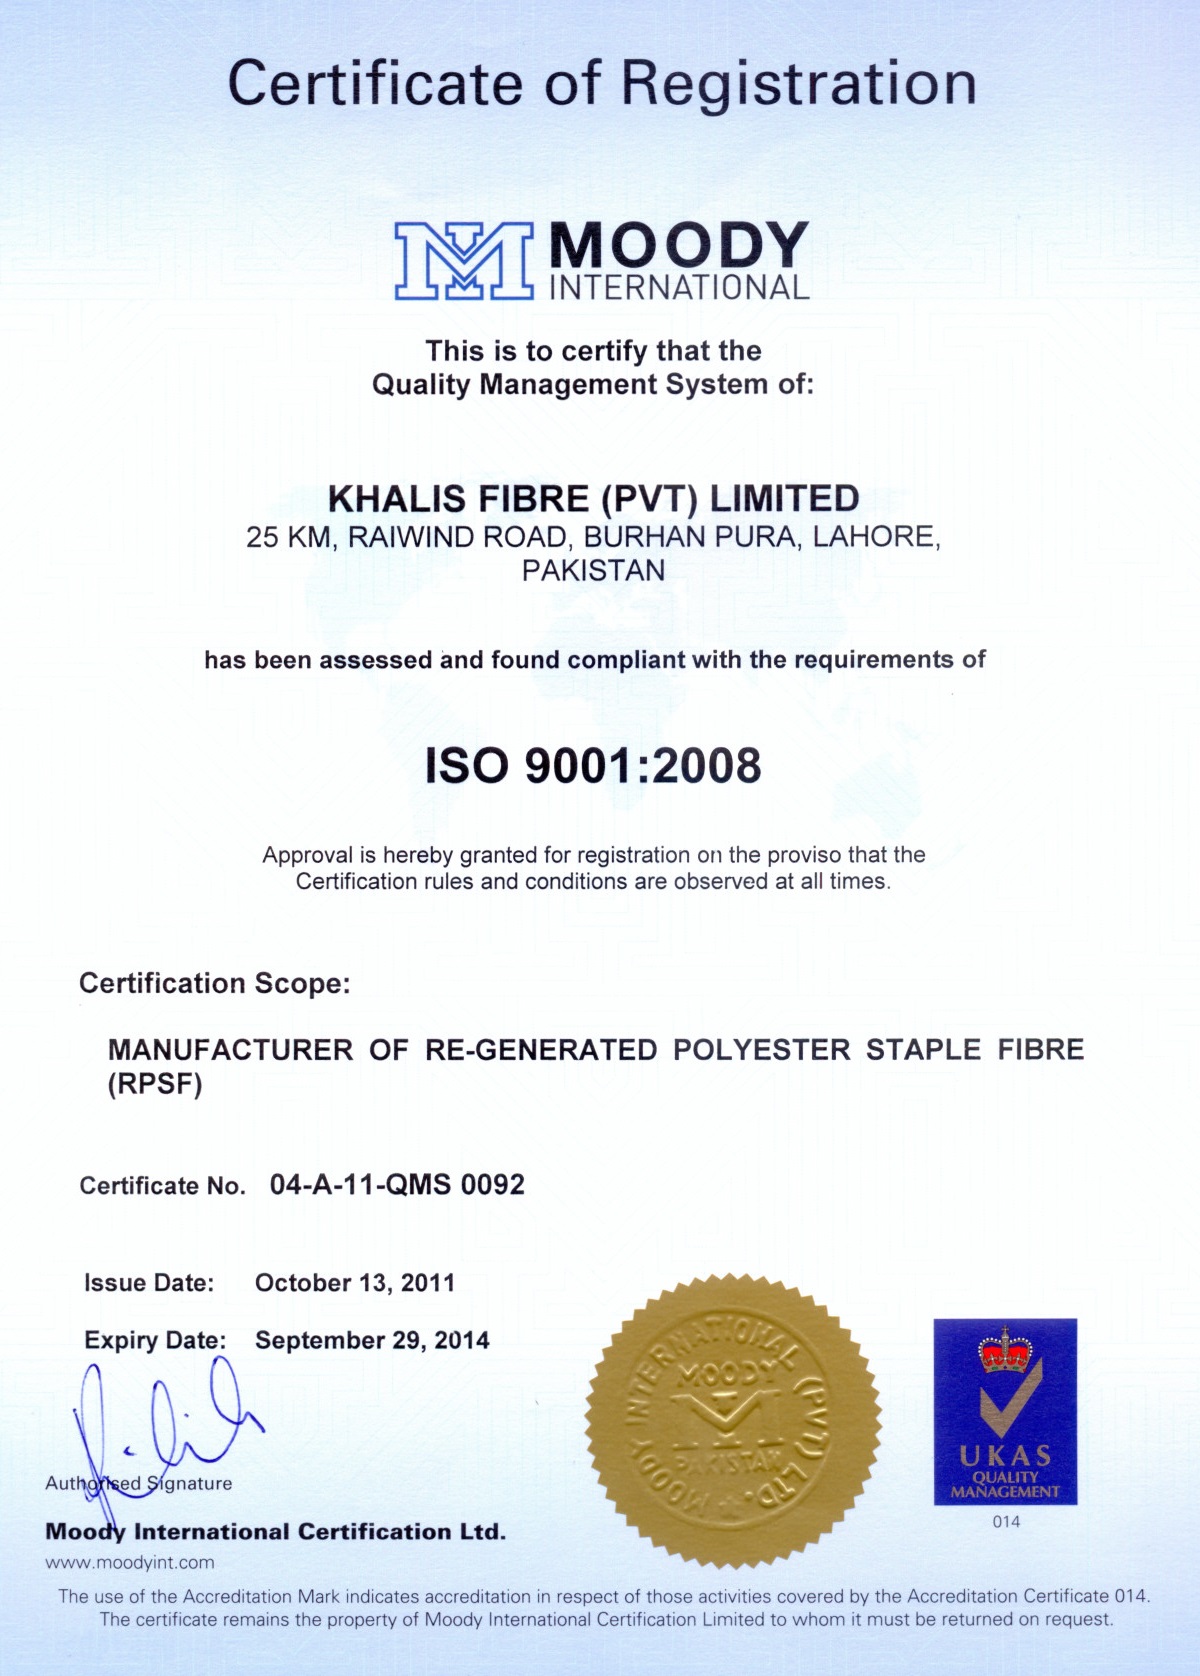 Certificate of Registration
MOODY
INTERNATIONAL
This is to certify that the
Quality Management System of:
KHALIS FIBRE (PVT) LIMITED
25 KM, RAIWIND ROAD, BURHAN PURA, LAHORE,
PAKISTAN
has been assessed and found compliant with the requirements of
ISO 9001:2008
Approval is hereby granted for registration on the proviso that the
Certification rules and conditions are observed at all times.
Certification Scope:
MANUFACTURER OF RE-GENERATED POLYESTER STAPLE FIBRE
(RPSF)
Certificate No. 04-A-11-QMS 0092
Issue Date: October 13, 2011
Expiry Date: September 29, 2014
MOODY INTERNATIONAL (PVT) LTD.
MOODY
PAKISTAN
UKAS
QUALITY
MANAGEMENT
014
Authorised Signature
Moody International Certification Ltd.
www.moodyint.com
The use of the Accreditation Mark indicates accreditation in respect of those activities covered by the Accreditation Certificate 014.
The certificate remains the property of Moody International Certification Limited to whom it must be returned on request.